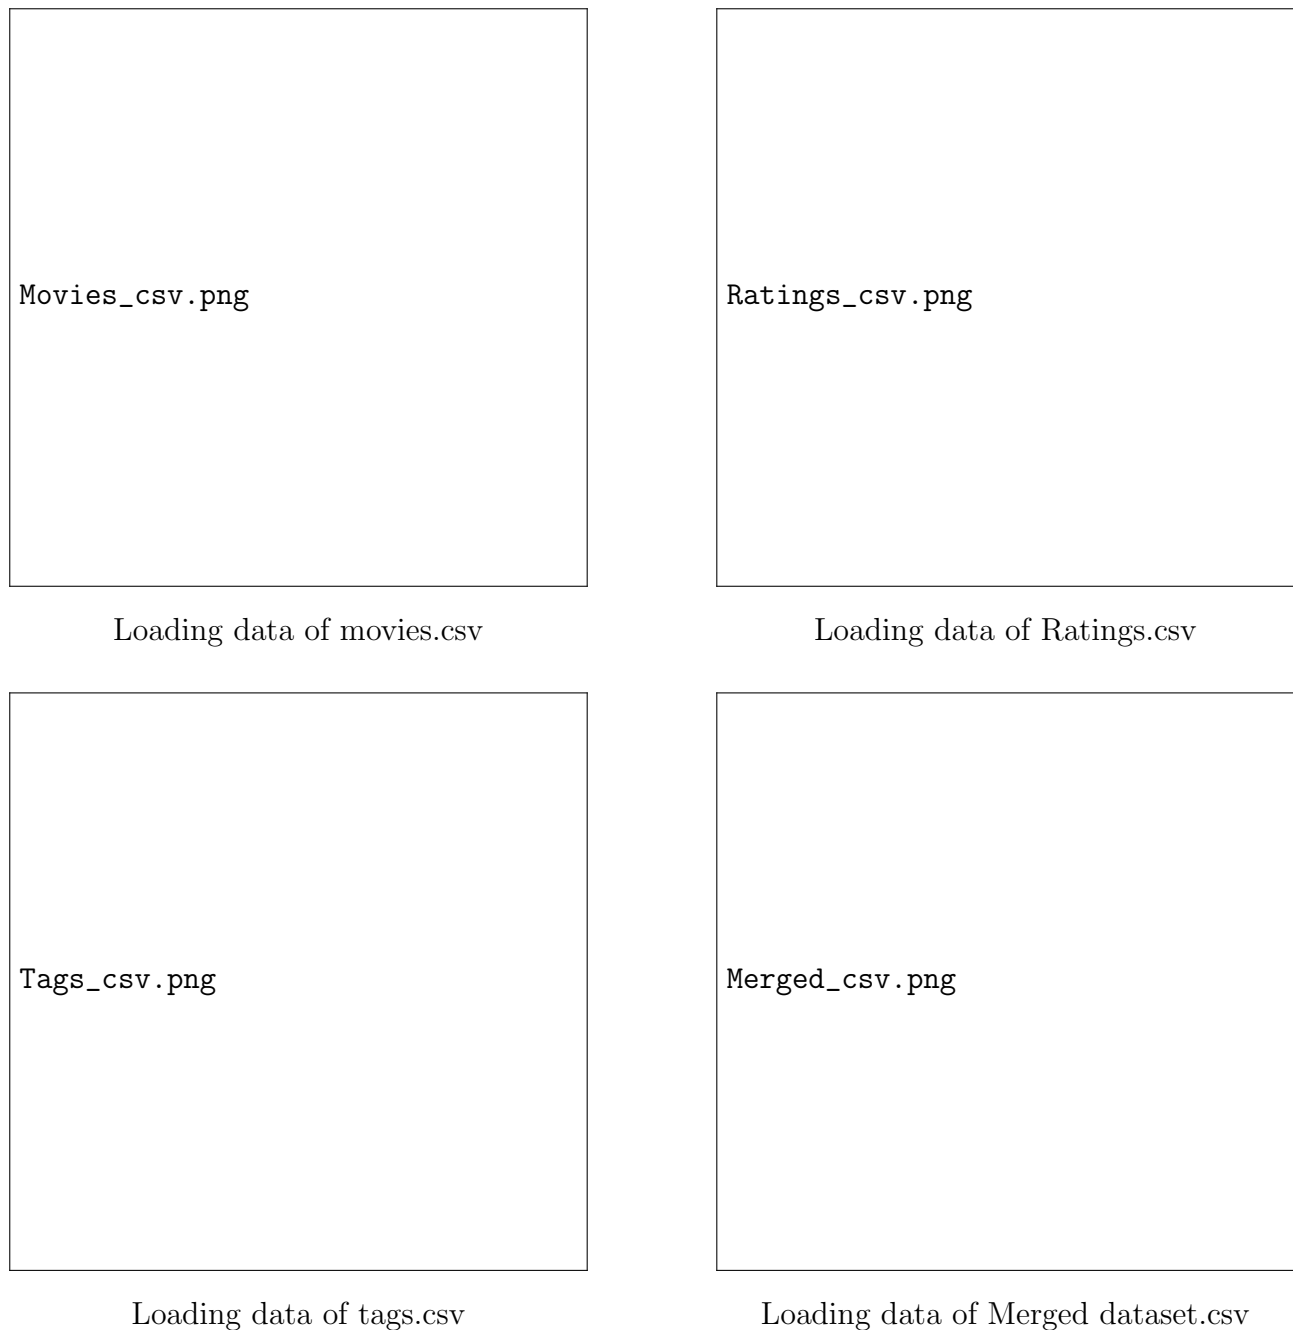 Movies_csv.png
Ratings_csv.png
Loading data of movies.csv
Loading data of Ratings.csv
Tags_csv.png
Merged_csv.png
Loading data of tags.csv
Loading data of Merged dataset.csv